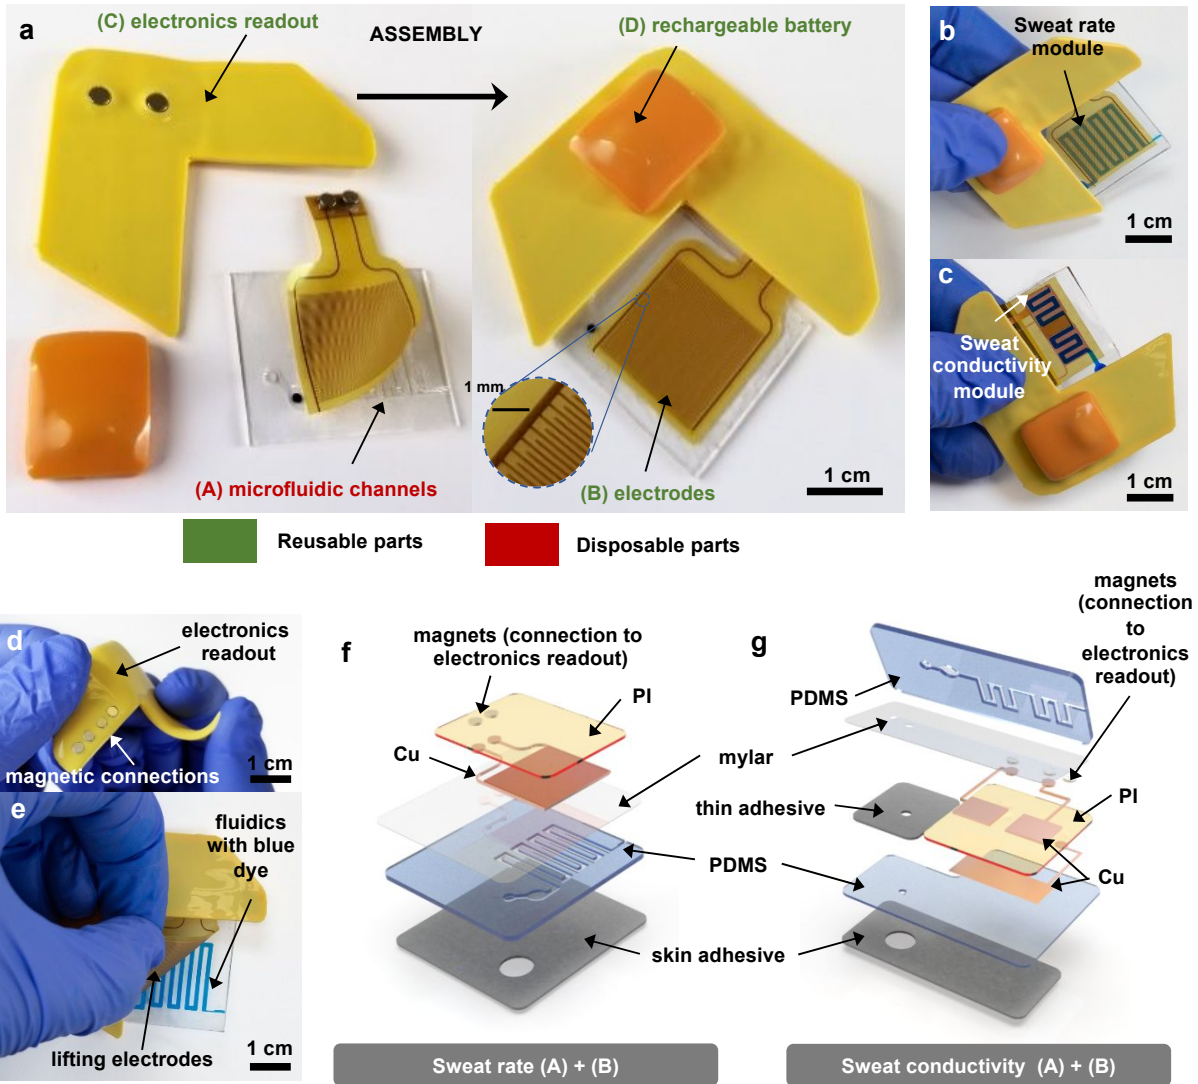 a
(C) electronics readout
ASSEMBLY
(D) rechargeable battery
1 mm
(A) microfluidic channels
(B) electrodes
1 cm
b
Sweat rate
module
1 cm
c
Sweat
conductivity
module
1 cm
Reusable parts
Disposable parts
d
electronics
readout
magnetic connections
1 cm
e
fluidics
with blue
dye
lifting electrodes
1 cm
f
magnets (connection to
electronics readout)
PI
Cu
mylar
PDMS
skin adhesive
Sweat rate (A) + (B)
g
magnets
(connection
to
electronics
readout)
PDMS
thin adhesive
PI
Cu
Sweat conductivity (A) + (B)